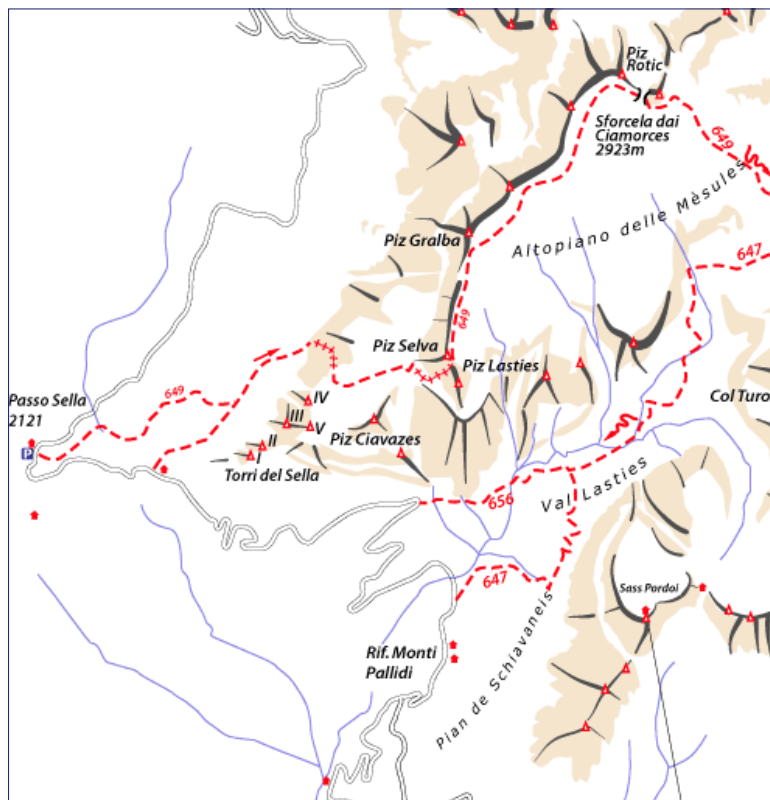 Piz
Rotic
Sforcela dai
Ciamorces
2923m
649
Altopiano delle Mèsules
647
Piz Gralba
649
Piz Selva
Piz Lasties
Passo Sella
2121
649
IV
III
V
II
I
Piz Ciavazes
Torri del Sella
Col Turo
P
656
Val Lasties
647
Sass Pordoi
Pian de Schiavaneis
Rif. Monti
Pallidi